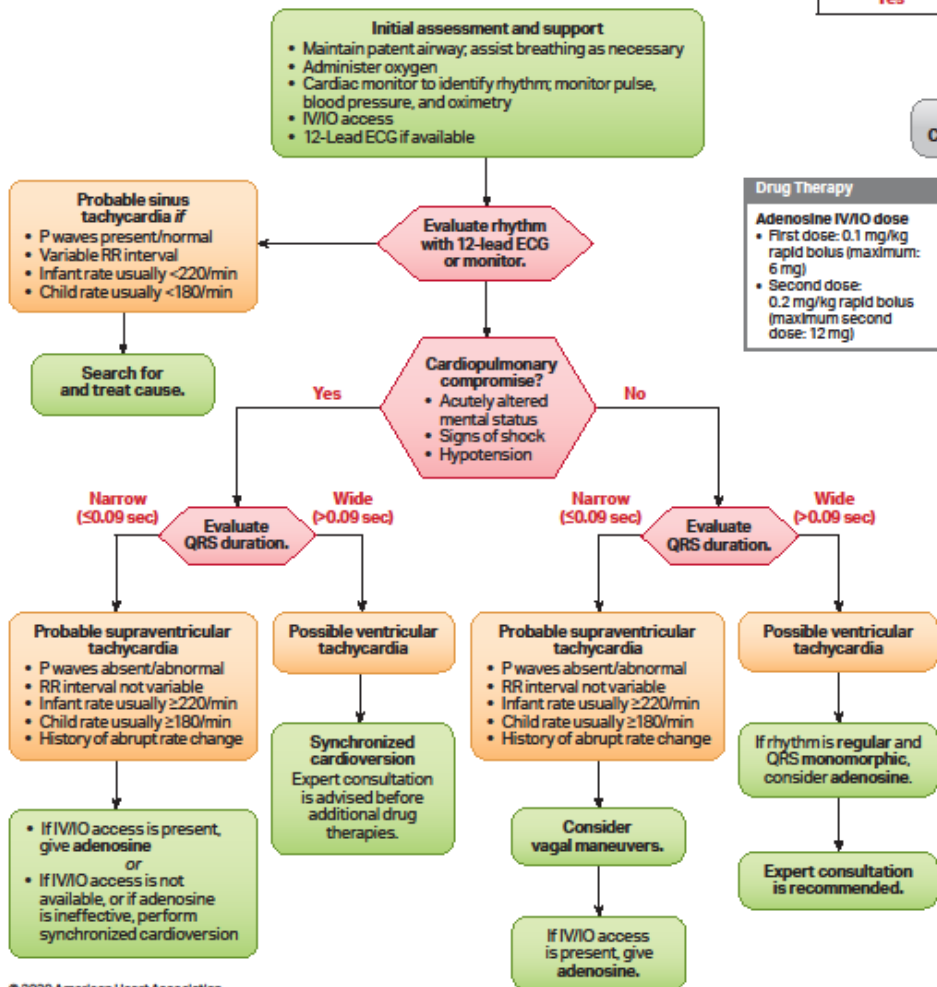 Yes
Initial assessment and support
• Maintain patent airway; assist breathing as necessary
• Administer oxygen
• Cardiac monitor to identify rhythm; monitor pulse,
blood pressure, and oximetry
• IV/IO access
• 12-Lead ECG if available
Drug Therapy
Adenosine IV/IO dose
• First dose: 0.1 mg/kg
rapid bolus (maximum:
6 mg)
• Second dose:
0.2 mg/kg rapid bolus
(maximum second
dose: 12 mg)
Probable sinus
tachycardia if
• P waves present/normal
• Variable RR interval
• Infant rate usually <220/min
• Child rate usually <180/min
Evaluate rhythm
with 12-lead ECG
or monitor.
Search for
and treat cause.
Cardiopulmonary
compromise?
• Acutely altered
mental status
• Signs of shock
• Hypotension
Yes
No
Narrow
(≤0.09 sec)
Wide
(>0.09 sec)
Evaluate
QRS duration.
Narrow
(≤0.09 sec)
Wide
(>0.09 sec)
Evaluate
QRS duration.
Probable supraventricular
tachycardia
• P waves absent/abnormal
• RR interval not variable
• Infant rate usually ≥220/min
• Child rate usually ≥180/min
• History of abrupt rate change
Possible ventricular
tachycardia
Probable supraventricular
tachycardia
• P waves absent/abnormal
• RR interval not variable
• Infant rate usually ≥220/min
• Child rate usually ≥180/min
• History of abrupt rate change
Possible ventricular
tachycardia
Synchronized
cardioversion
Expert consultation
is advised before
additional drug
therapies.
If rhythm is regular and
QRS monomorphic,
consider adenosine.
• If IV/IO access is present,
give adenosine
or
• If IV/IO access is not
available, or if adenosine
is ineffective, perform
synchronized cardioversion
Consider
vagal maneuvers.
Expert consultation
is recommended.
If IV/IO access
is present, give
adenosine.